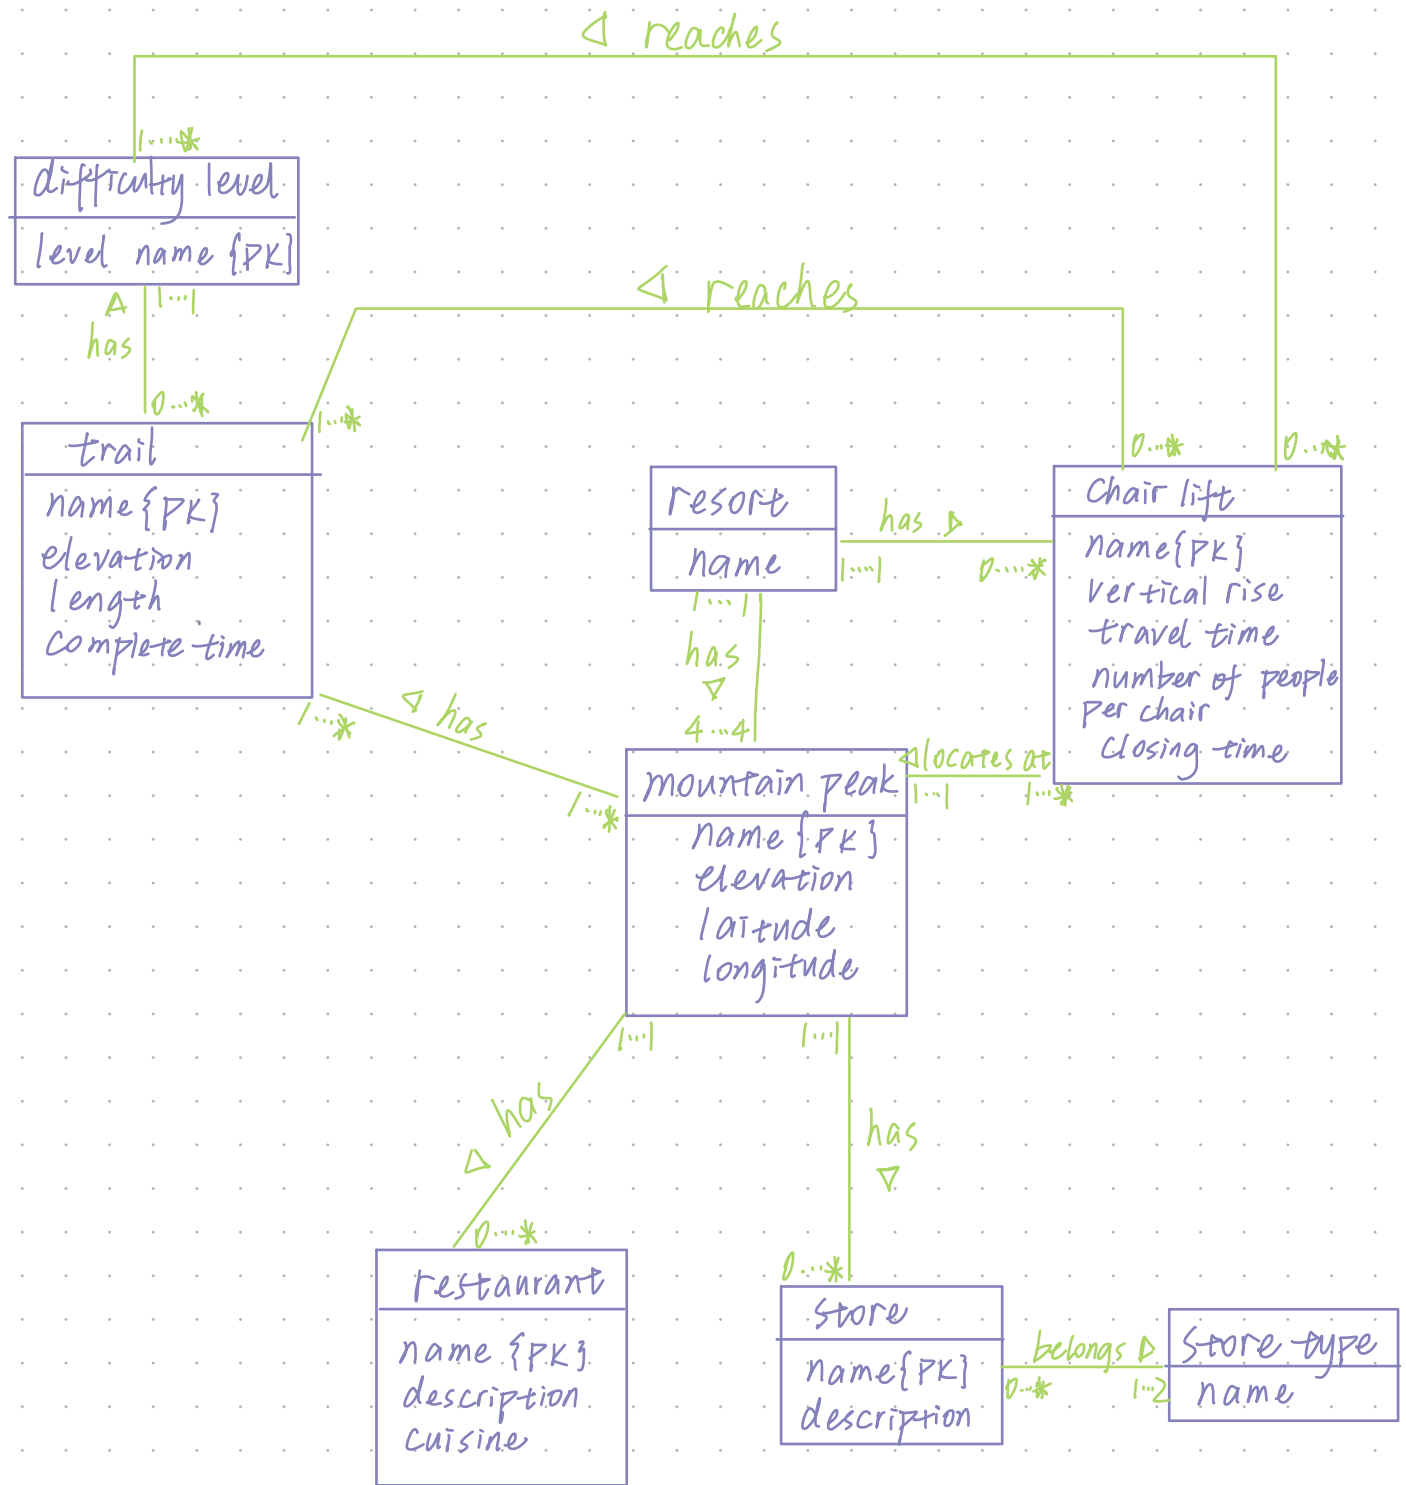 ◁ reaches
1...*
difficulty level
level name {PK}
1...1
has
0...*
◁ reaches
1...*
0...*
0...*
trail
name {PK}
elevation
length
complete time
resort
name
has ▷
1...1
0...*
chair lift
name {PK}
vertical rise
travel time
number of people
per chair
closing time
1...1
has
4...4
◁ has
1...*
1...*
mountain peak
name {PK}
elevation
laitude
longitude
◁ locates at
1...1
1...*
1...1
1...1
has
has
0...*
0...*
restaurant
name {PK}
description
cuisine
store
name {PK}
description
belongs ▷
0...*
1...2
store type
name